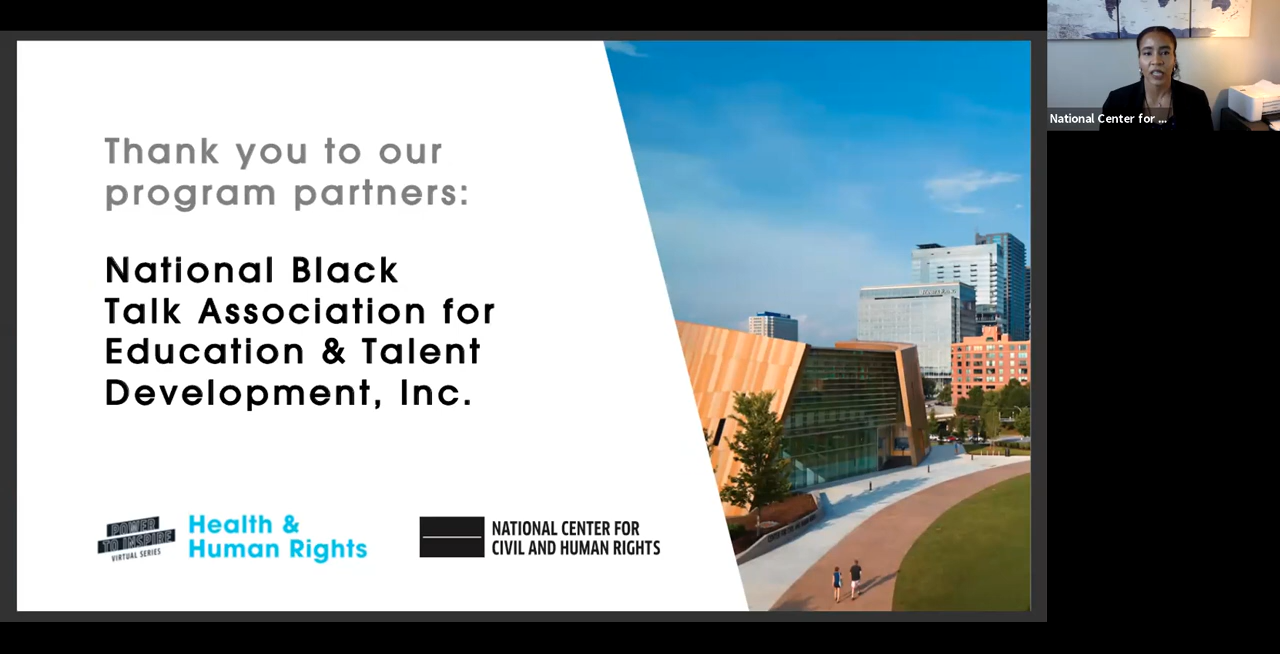 Thank you to our
program partners:
National Black
Talk Association for
Education & Talent
Development, Inc.
POWER
TO INSPIRE
VIRTUAL SERIES
Health &
Human Rights
NATIONAL CENTER FOR
CIVIL AND HUMAN RIGHTS
National Center for ...